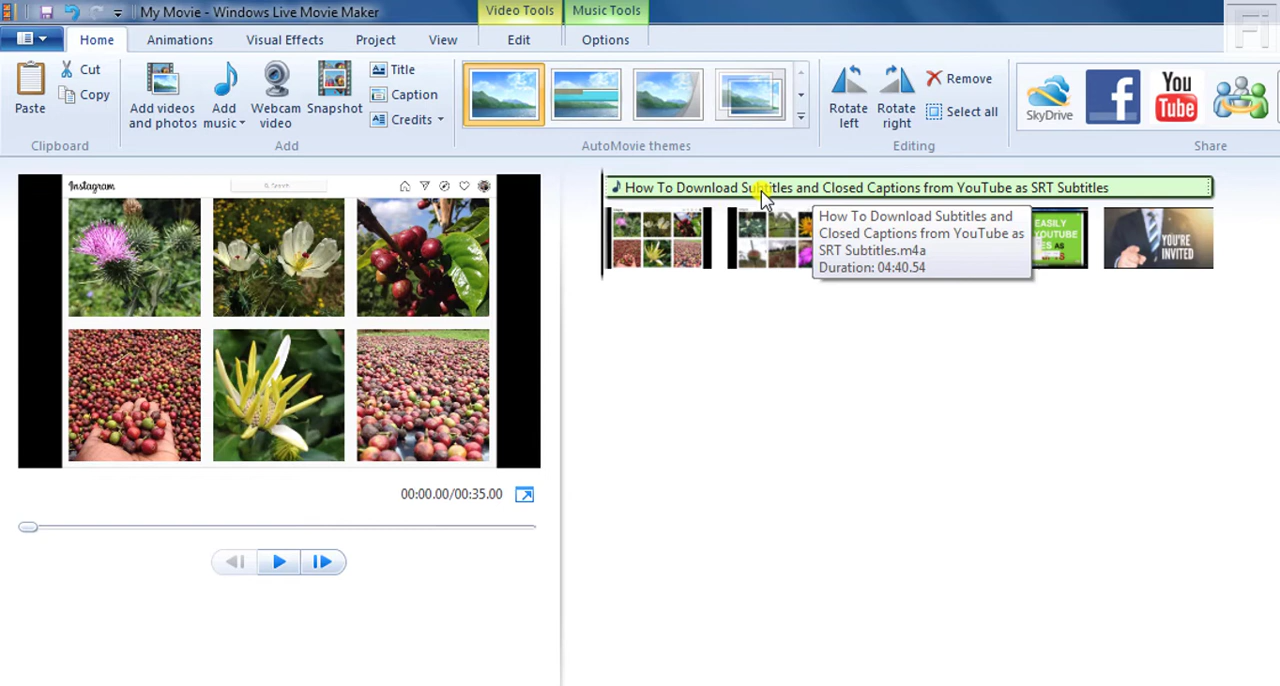 My Movie - Windows Live Movie Maker
Video Tools
Music Tools
Home
Animations
Visual Effects
Project
View
Edit
Options
Paste
Cut
Copy
Clipboard
Add videos
and photos
Add
music
Webcam
video
Snapshot
Title
Caption
Credits
Add
AutoMovie themes
Rotate
left
Rotate
right
Remove
Select all
Editing
SkyDrive
f
You
Tube
Share
Instagram
Search
00:00.00/00:35.00
How To Download Subtitles and Closed Captions from YouTube as SRT Subtitles
How To Download Subtitles and
Closed Captions from YouTube as
SRT Subtitles.m4a
Duration: 04:40.54
EASILY
YOU'RE
INVITED